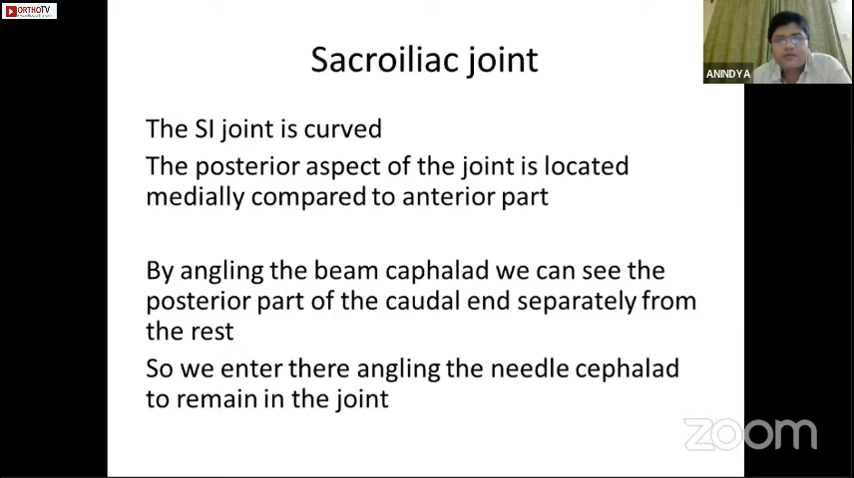 ORTHOTV
Sacroiliac joint
ANINDYA
The SI joint is curved
The posterior aspect of the joint is located
medially compared to anterior part
By angling the beam caphalad we can see the
posterior part of the caudal end separately from
the rest
So we enter there angling the needle cephalad
to remain in the joint
zoom